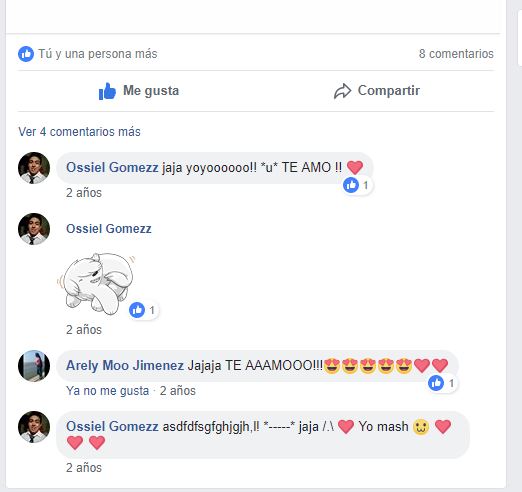 Tú y una persona más 8 comentarios
Me gusta Compartir
Ver 4 comentarios más
Ossiel Gomezz jaja yoyoooooo!! *u* TE AMO !! ❤️
1
2 años
Ossiel Gomezz
1
2 años
Arely Moo Jimenez Jajaja TE AAAMOOO!!!😍😍😍😍😍❤️❤️
1
Ya no me gusta · 2 años
Ossiel Gomezz asdfdfsgfghjgjh,l! *-----* jaja /.\ ❤️ Yo mash 🙂 ❤️
❤️ ❤️
2 años